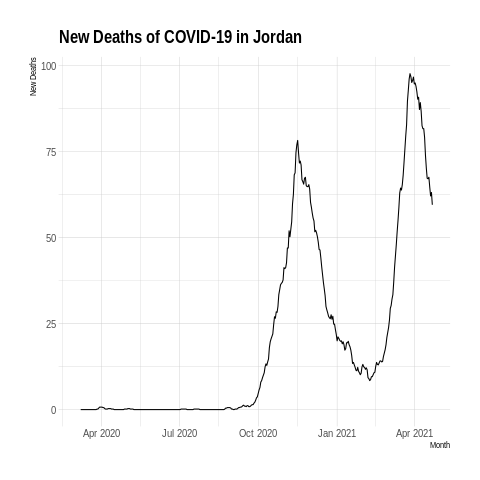 New Deaths of COVID-19 in Jordan
New Deaths
100
75
50
25
0
Apr 2020 Jul 2020 Oct 2020 Jan 2021 Apr 2021
Month